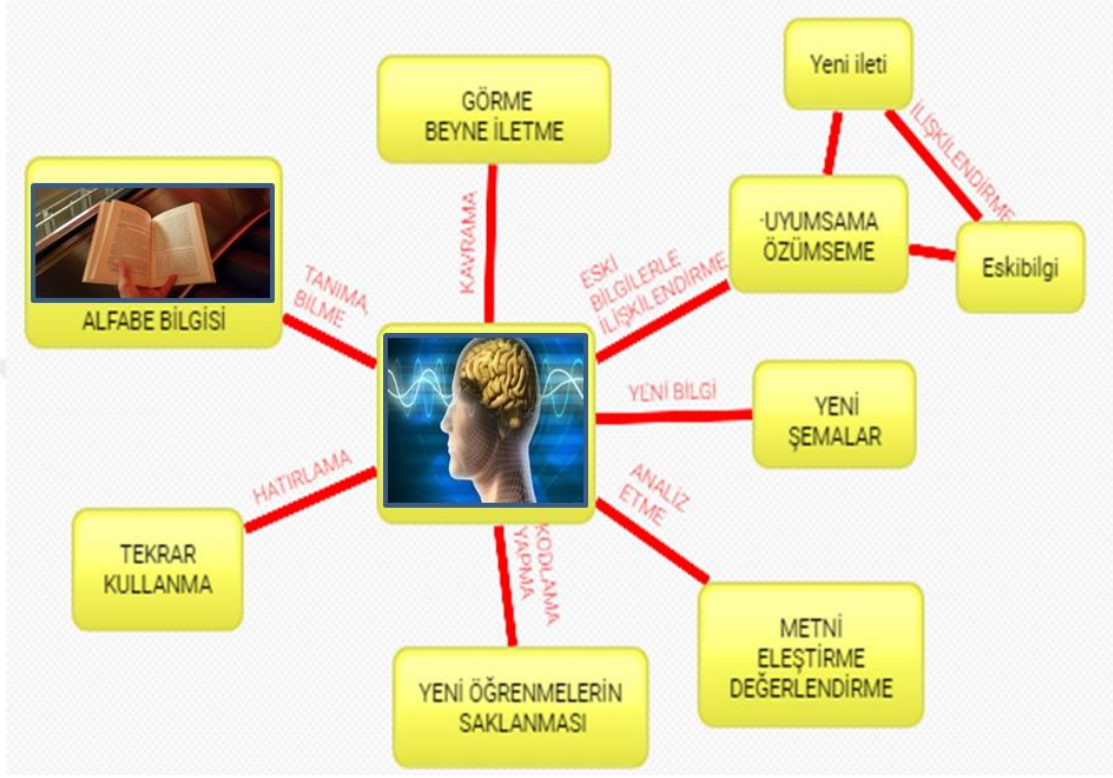 GÖRME
BEYNE İLETME
Yeni ileti
İLİŞKİLENDİRME
ALFABE BİLGİSİ
TANIMA,
BİLME
KAVRAMA
ESKİ
BİLGİLERLE
İLİŞKİLENDİRME,
-UYUMSAMA
ÖZÜMSEME
Eskibilgi
YENİ BİLGİ
YENİ
ŞEMALAR
HATIRLAMA
TEKRAR
KULLANMA
KODLAMA
YAPMA
ANALİZ
ETME
YENİ ÖĞRENMELERİN
SAKLANMASI
METNİ
ELEŞTİRME
DEĞERLENDİRME